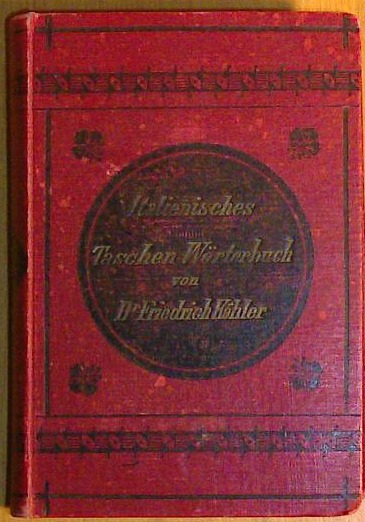 Italienisches
Taschen-Wörterbuch
von
Dr Friedrich Köhler